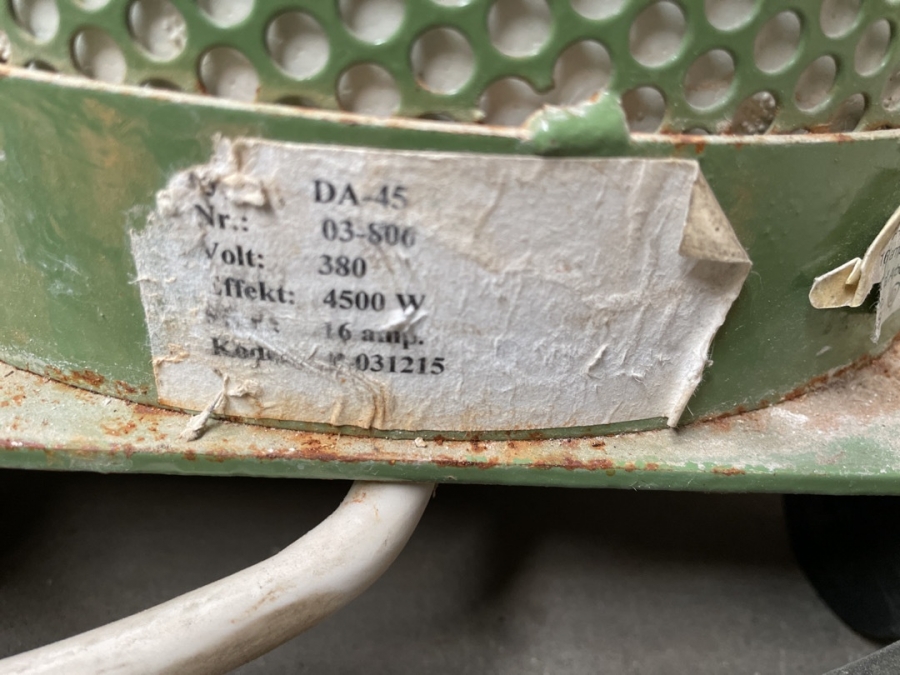 DA-45
Nr.: 03-806
Volt: 380
Effekt: 4500 W
16 amp.
031215